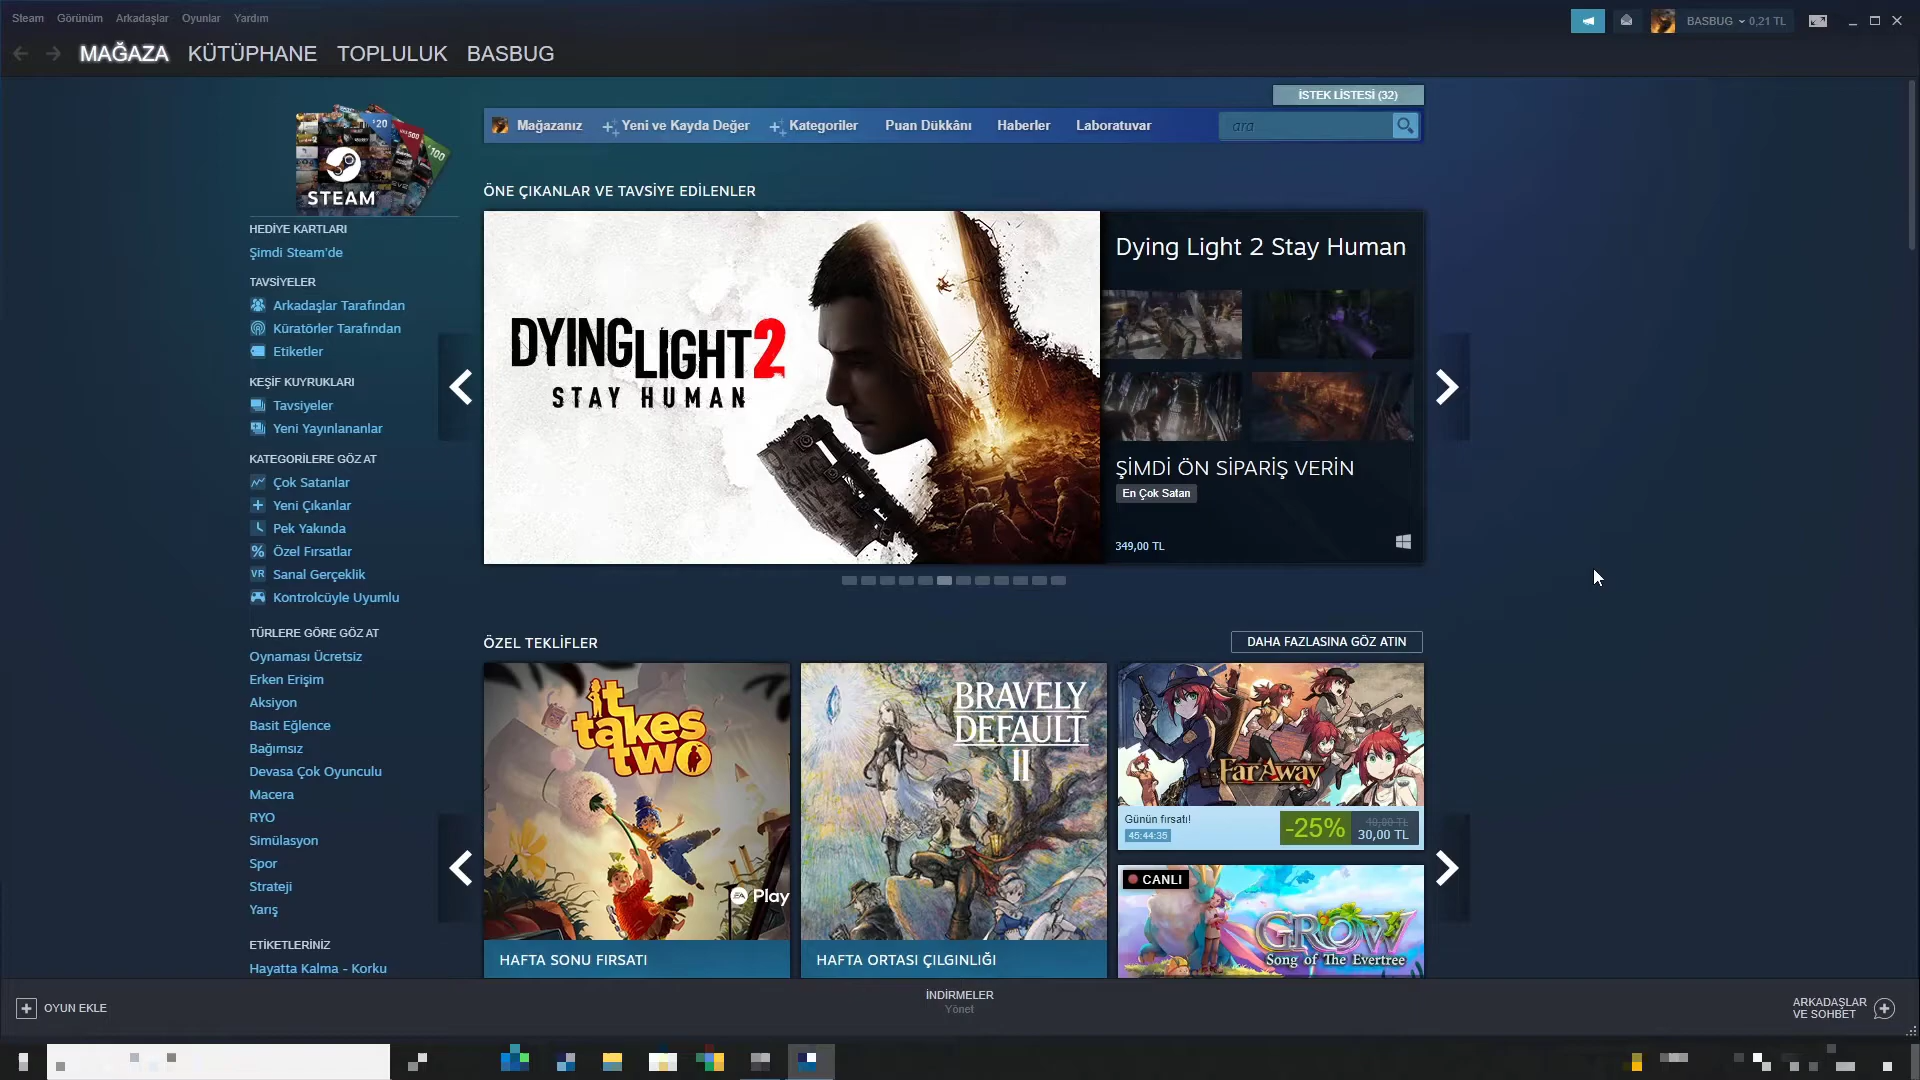 Steam Görünüm Arkadaşlar Oyunlar Yardım
BASBUG 0,21 TL
MAĞAZA KÜTÜPHANE TOPLULUK BASBUG
İSTEK LİSTESİ (32)
Mağazanız Yeni ve Kayda Değer Kategoriler Puan Dükkânı Haberler Laboratuvar ara
STEAM
HEDİYE KARTLARI
Şimdi Steam'de
TAVSİYELER
Arkadaşlar Tarafından
Küratörler Tarafından
Etiketler
KEŞİF KUYRUKLARI
Tavsiyeler
Yeni Yayınlananlar
KATEGORİLERE GÖZ AT
Çok Satanlar
Yeni Çıkanlar
Pek Yakında
% Özel Fırsatlar
VR Sanal Gerçeklik
Kontrolcüyle Uyumlu
TÜRLERE GÖRE GÖZ AT
Oynaması Ücretsiz
Erken Erişim
Aksiyon
Basit Eğlence
Bağımsız
Devasa Çok Oyunculu
Macera
RYO
Simülasyon
Spor
Strateji
Yarış
ETİKETLERİNİZ
Hayatta Kalma - Korku
ÖNE ÇIKANLAR VE TAVSİYE EDİLENLER
DYING LIGHT 2
STAY HUMAN
Dying Light 2 Stay Human
ŞİMDİ ÖN SİPARİŞ VERİN
En Çok Satan
349,00 TL
ÖZEL TEKLİFLER
DAHA FAZLASINA GÖZ ATIN
it
takes
two
EA Play
HAFTA SONU FIRSATI
BRAVELY
DEFAULT
II
HAFTA ORTASI ÇILGINLIĞI
FARAWAY
Günün fırsatı!
45:44:35
-25%
40,00 TL
30,00 TL
CANLI
GROW
Song of The Evertree
OYUN EKLE
İNDİRMELER
Yönet
ARKADAŞLAR
VE SOHBET